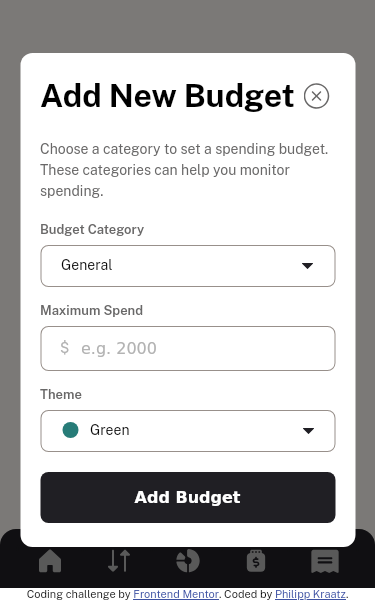 Add New Budget
Choose a category to set a spending budget.
These categories can help you monitor
spending.
Budget Category
General
Maximum Spend
$ e.g. 2000
Theme
Green
Add Budget
Coding challenge by Frontend Mentor. Coded by Philipp Kraatz.